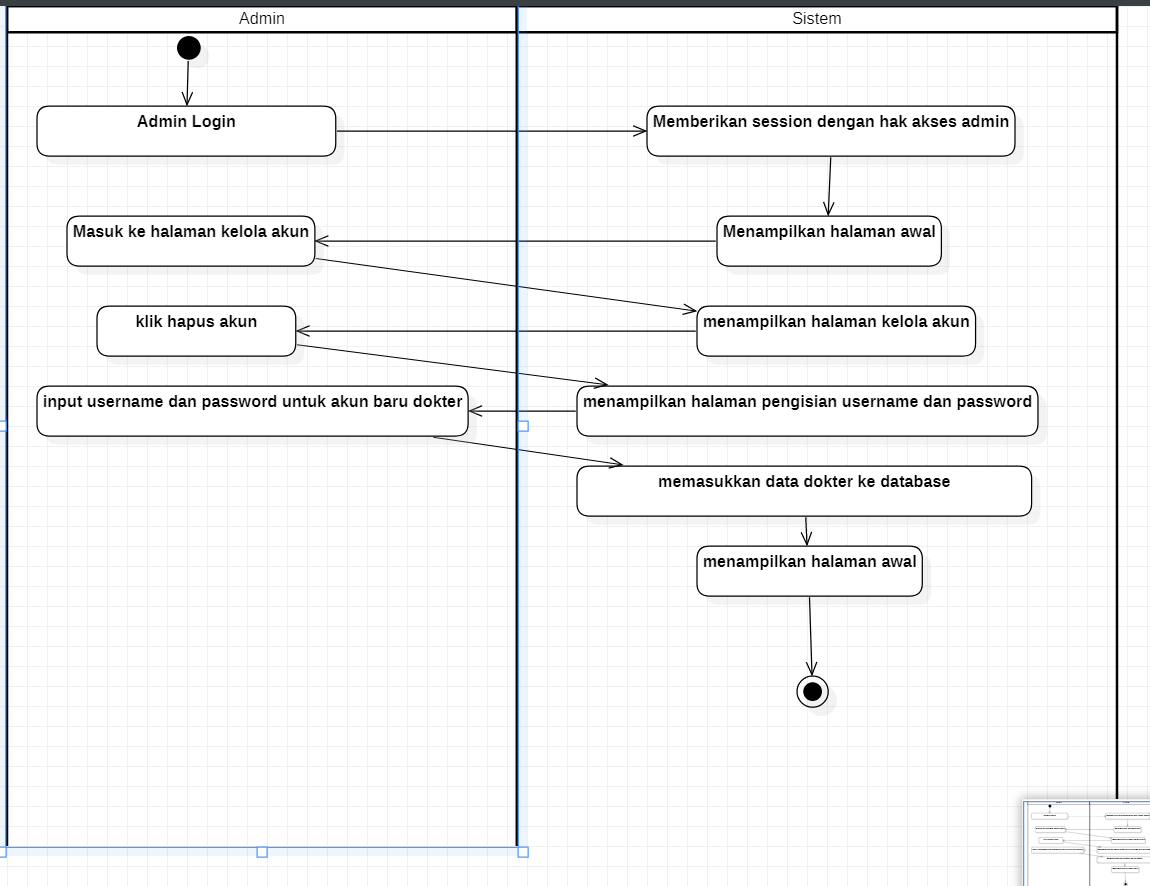 Admin
Sistem
Admin Login
Memberikan session dengan hak akses admin
Masuk ke halaman kelola akun
Menampilkan halaman awal
klik hapus akun
menampilkan halaman kelola akun
input username dan password untuk akun baru dokter
menampilkan halaman pengisian username dan password
memasukkan data dokter ke database
menampilkan halaman awal